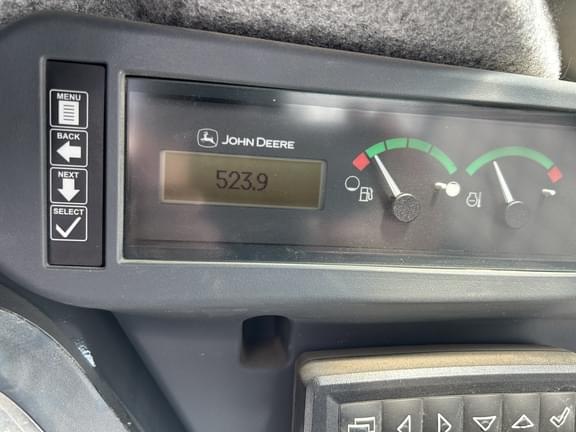 MENU
BACK
NEXT
SELECT
JOHN DEERE
523.9